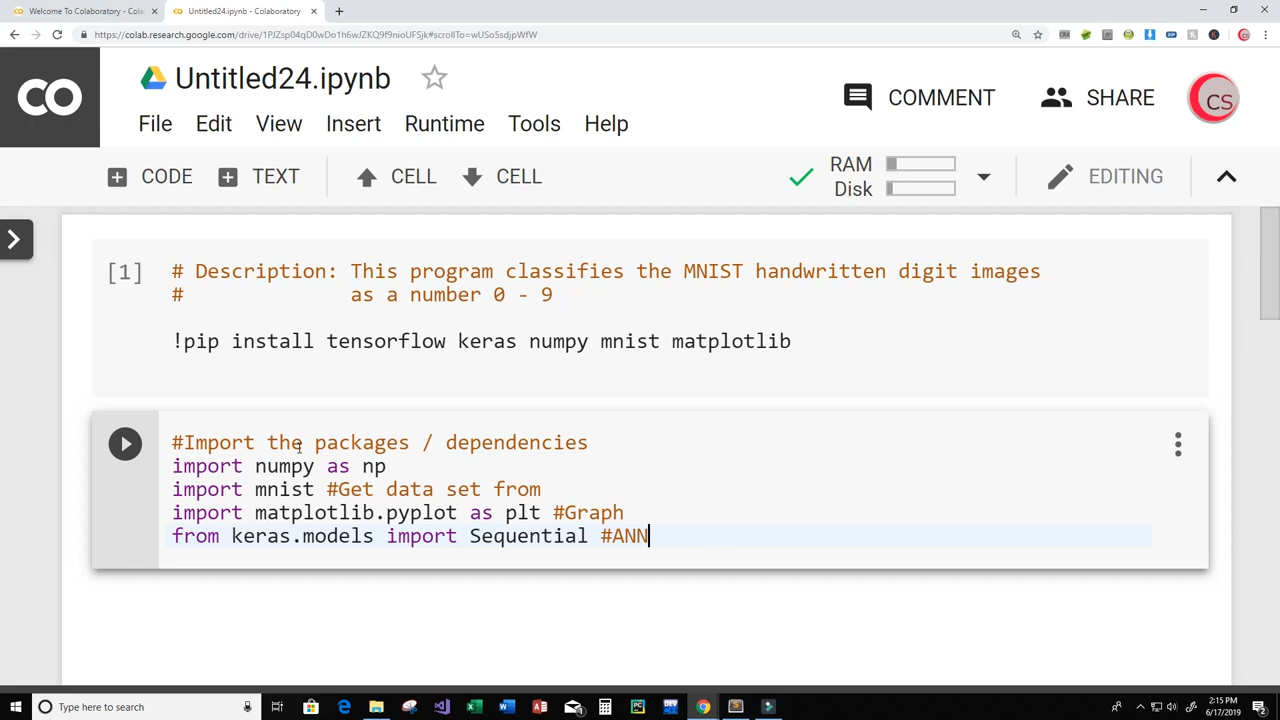 Welcome To Colaboratory - Cola
Untitled24.ipynb - Colaboratory
https://colab.research.google.com/drive/1PJZsp04qD0wDo1h6wJZKQ9f9nioUFSjk#scrollTo=wUSo5sdjpWfW
CO
Untitled24.ipynb
COMMENT
SHARE
CS
File Edit View Insert Runtime Tools Help
CODE TEXT CELL CELL
RAM
Disk
EDITING
[1]
# Description: This program classifies the MNIST handwritten digit images
# as a number 0 - 9
!pip install tensorflow keras numpy mnist matplotlib
#Import the packages / dependencies
import numpy as np
import mnist #Get data set from
import matplotlib.pyplot as plt #Graph
from keras.models import Sequential #ANN
Type here to search
2:15 PM
6/17/2019